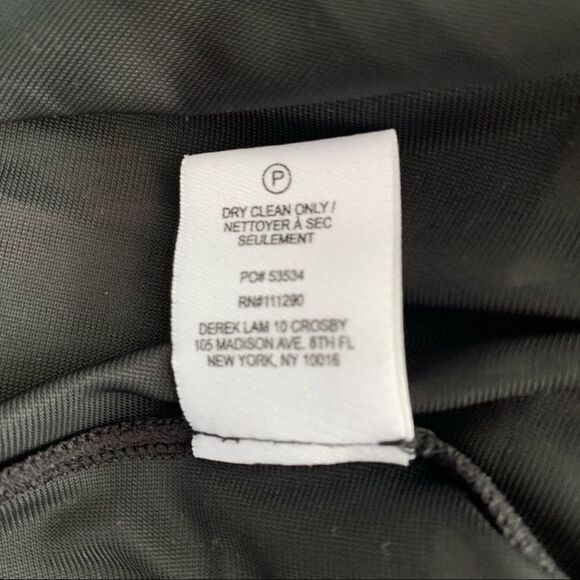 P
DRY CLEAN ONLY /
NETTOYER À SEC
SEULEMENT
PO# 53534
RN#111290
DEREK LAM 10 CROSBY
105 MADISON AVE. 8TH FL
NEW YORK, NY 10016